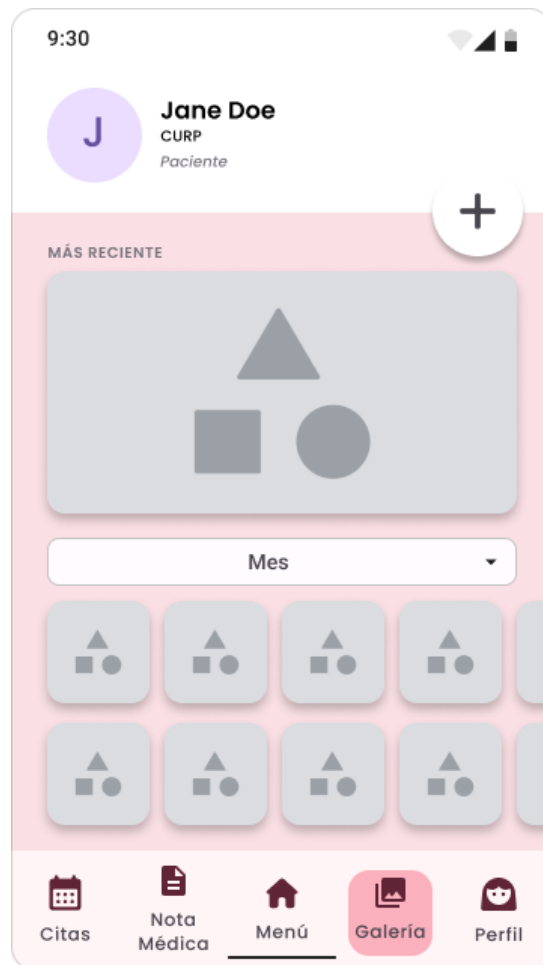 9:30
J
Jane Doe
CURP
Paciente
MÁS RECIENTE
Mes
Citas
Nota
Médica
Menú
Galería
Perfil